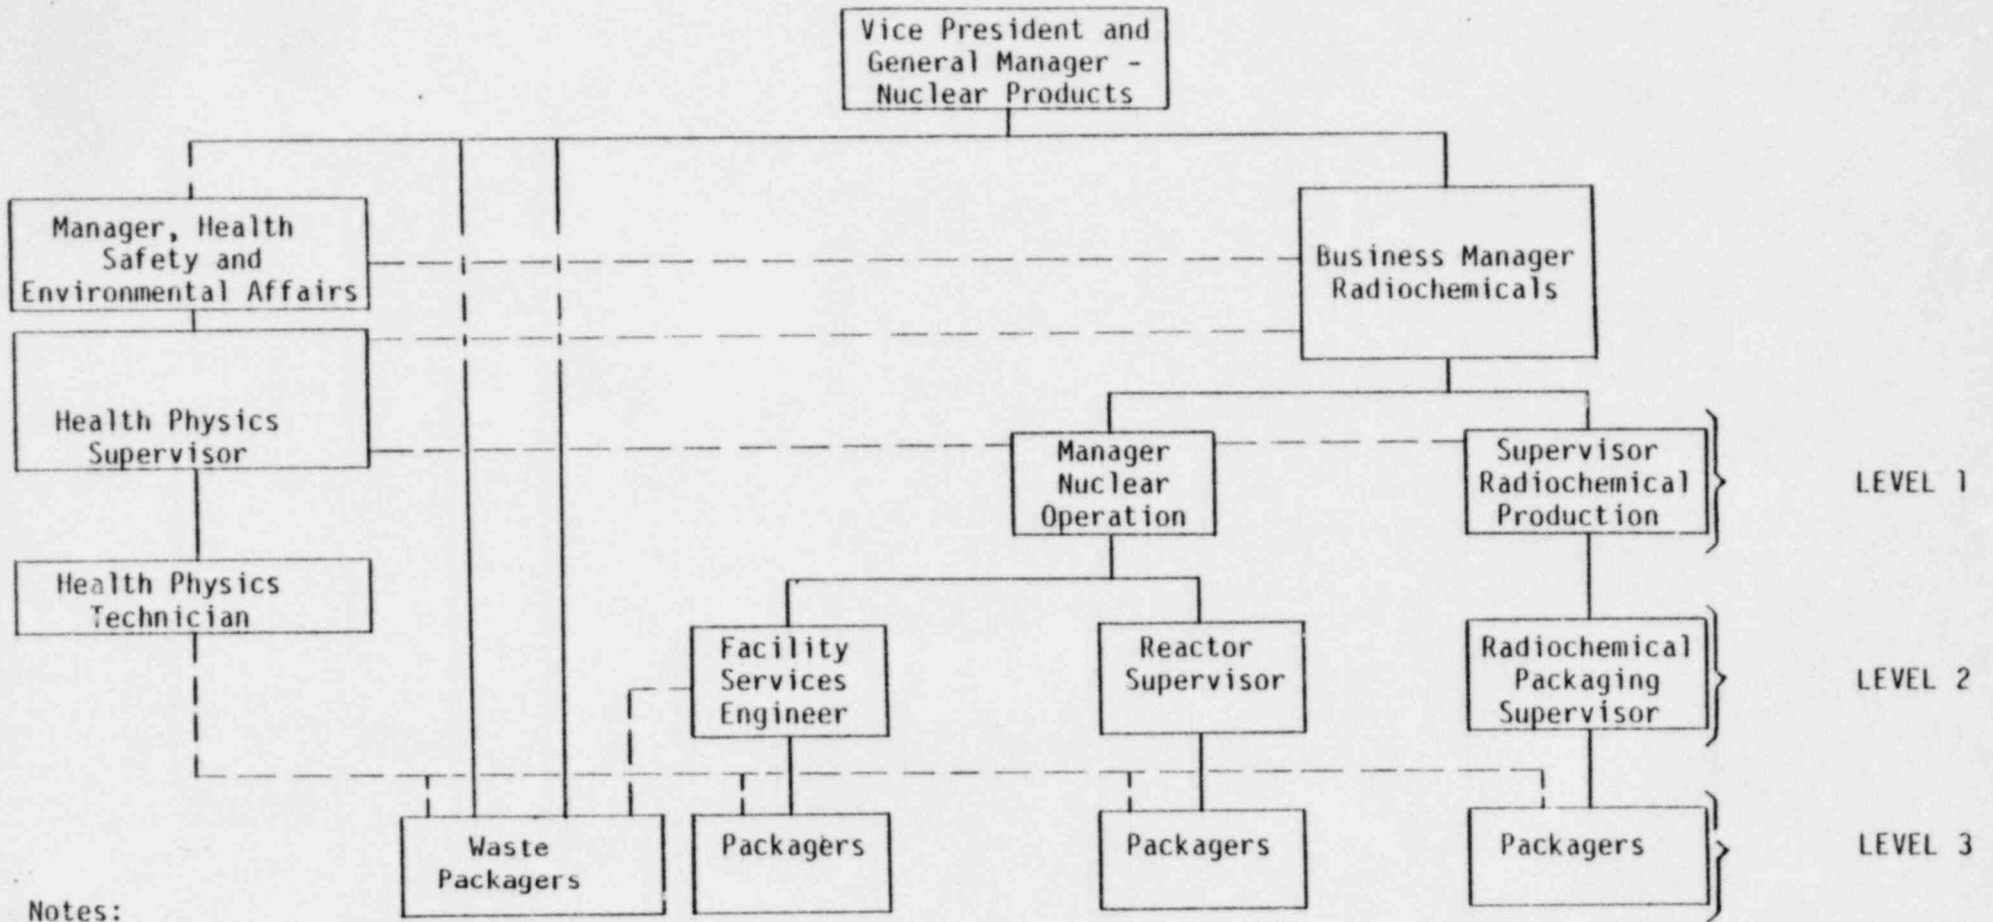 Vice President and
General Manager -
Nuclear Products
Manager, Health
Safety and
Environmental Affairs
Business Manager
Radiochemicals
Health Physics
Supervisor
Manager
Nuclear
Operation
Supervisor
Radiochemical
Production
LEVEL 1
Health Physics
Technician
Facility
Services
Engineer
Reactor
Supervisor
Radiochemical
Packaging
Supervisor
LEVEL 2
Waste
Packagers
Packagers
Packagers
Packagers
LEVEL 3
Notes: